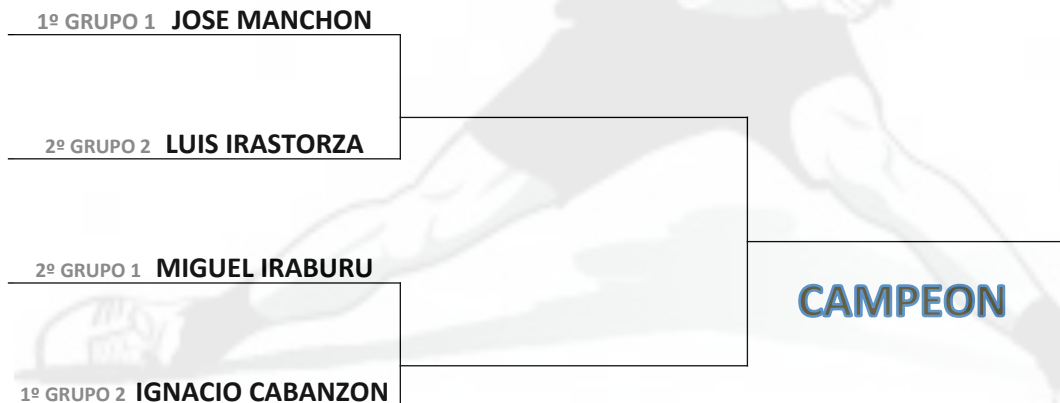 1º GRUPO 1 JOSE MANCHON
2º GRUPO 2 LUIS IRASTORZA
2º GRUPO 1 MIGUEL IRABURU
CAMPEON
1º GRUPO 2 IGNACIO CABANZON